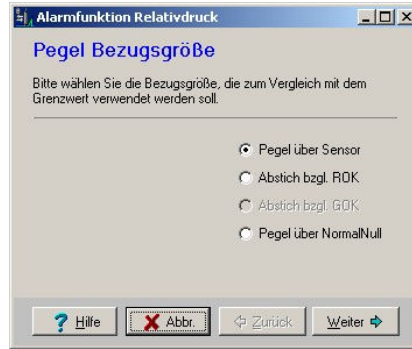 Alarmfunktion Relativdruck
Pegel Bezugsgröße
Bitte wählen Sie die Bezugsgröße, die zum Vergleich mit dem
Grenzwert verwendet werden soll.
Pegel über Sensor
Abstich bzgl. ROK
Abstich bzgl. GOK
Pegel über NormalNull
? Hilfe
Abbr.
Zurück
Weiter